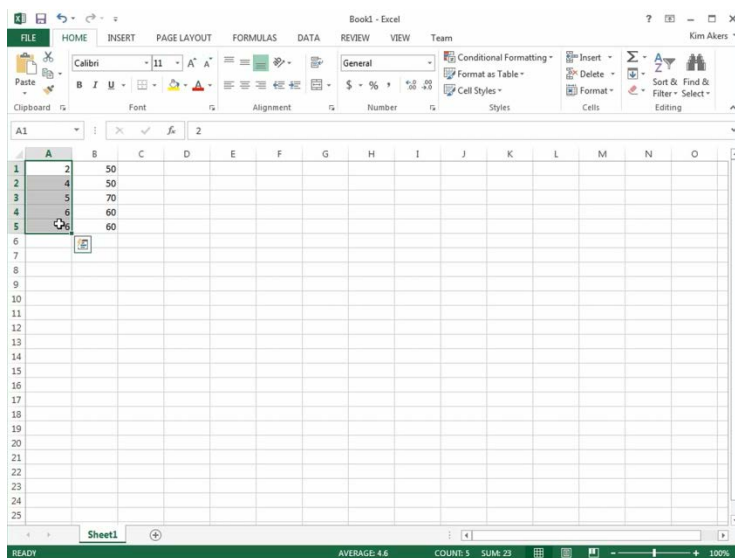 Book1 - Excel
FILE HOME INSERT PAGE LAYOUT FORMULAS DATA REVIEW VIEW Team Kim Akers
Paste
Calibri 11 A A
B I U A
General
$ % , .0 .00 .00 .0
Conditional Formatting
Format as Table
Cell Styles
Insert
Delete
Format
Σ
A Z
Sort & Filter
Find & Select
Clipboard Font Alignment Number Styles Cells Editing
A1 fx 2
A B C D E F G H I J K L M N O
1 2 50
2 4 50
3 5 70
4 6 60
5 6 60
6
7
8
9
10
11
12
13
14
15
16
17
18
19
20
21
22
23
24
25
Sheet1
READY AVERAGE: 4.6 COUNT: 5 SUM: 23 100%